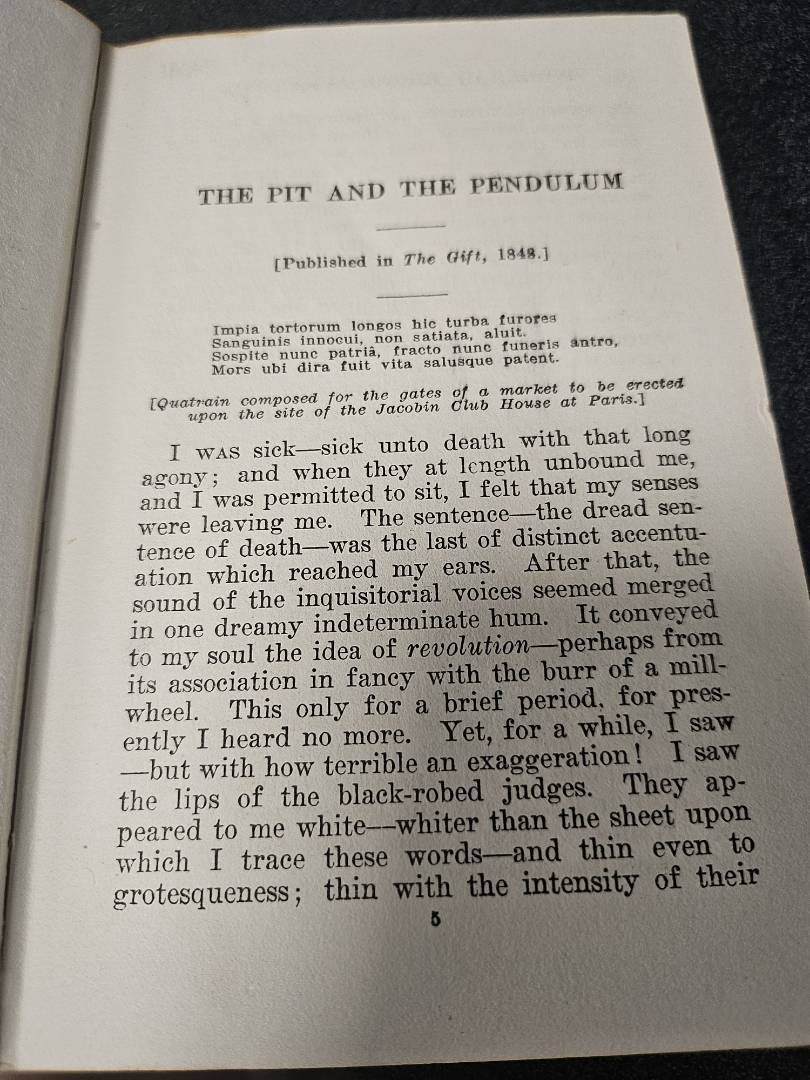 THE PIT AND THE PENDULUM
[Published in The Gift, 1848.]
Impia tortorum longos hic turba furores
Sanguinis innocui, non satiata, aluit.
Sospite nunc patriâ, fracto nunc funeris antro,
Mors ubi dira fuit vita salusque patent.
[Quatrain composed for the gates of a market to be erected
upon the site of the Jacobin Club House at Paris.]
I WAS sick—sick unto death with that long
agony; and when they at length unbound me,
and I was permitted to sit, I felt that my senses
were leaving me. The sentence—the dread sen-
tence of death—was the last of distinct accentu-
ation which reached my ears. After that, the
sound of the inquisitorial voices seemed merged
in one dreamy indeterminate hum. It conveyed
to my soul the idea of revolution—perhaps from
its association in fancy with the burr of a mill-
wheel. This only for a brief period, for pres-
ently I heard no more. Yet, for a while, I saw
—but with how terrible an exaggeration! I saw
the lips of the black-robed judges. They ap-
peared to me white—whiter than the sheet upon
which I trace these words—and thin even to
grotesqueness; thin with the intensity of their
5